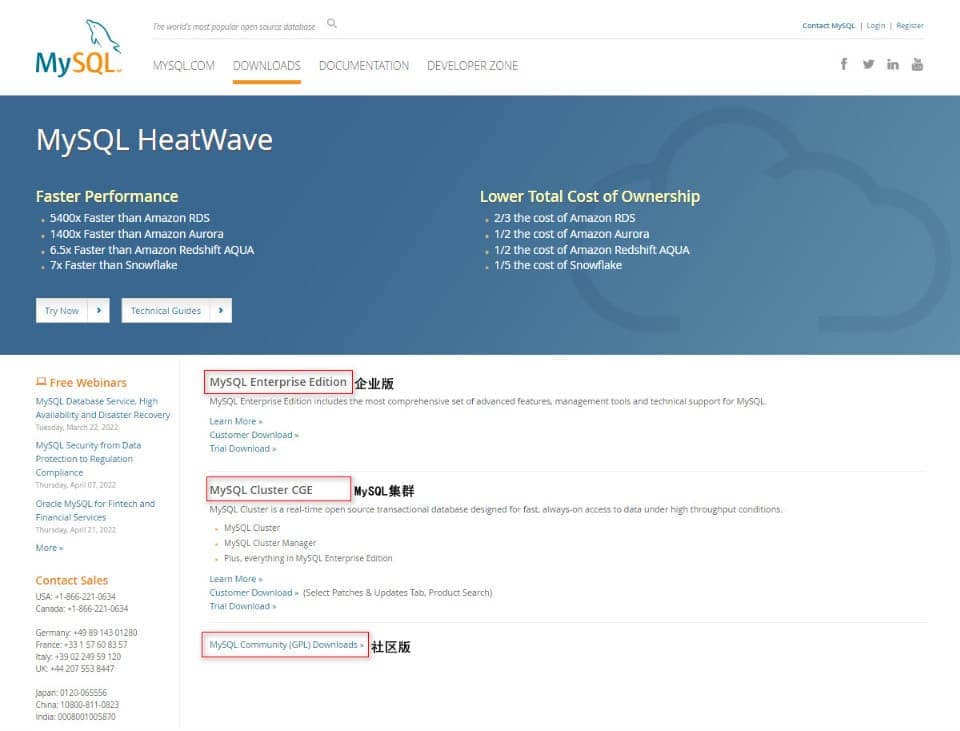 The world's most popular open source database
Contact MySQL | Login | Register
MySQL
MYSQL.COM DOWNLOADS DOCUMENTATION DEVELOPER ZONE
MySQL HeatWave
Faster Performance
5400x Faster than Amazon RDS
1400x Faster than Amazon Aurora
6.5x Faster than Amazon Redshift AQUA
7x Faster than Snowflake
Lower Total Cost of Ownership
2/3 the cost of Amazon RDS
1/2 the cost of Amazon Aurora
1/2 the cost of Amazon Redshift AQUA
1/5 the cost of Snowflake
Try Now
Technical Guides
Free Webinars
MySQL Database Service, High
Availability and Disaster Recovery
Tuesday, March 22, 2022
MySQL Security from Data
Protection to Regulation
Compliance
Thursday, April 07, 2022
Oracle MySQL for Fintech and
Financial Services
Thursday, April 21, 2022
More »
Contact Sales
USA: +1-866-221-0634
Canada: +1-866-221-0634
Germany: +49 89 143 01280
France: +33 1 57 60 83 57
Italy: +39 02 249 59 120
UK: +44 207 553 8447
Japan: 0120-065556
China: 10800-811-0823
India: 0008001005870
MySQL Enterprise Edition 企业版
MySQL Enterprise Edition includes the most comprehensive set of advanced features, management tools and technical support for MySQL.
Learn More »
Customer Download »
Trial Download »
MySQL Cluster CGE MySQL集群
MySQL Cluster is a real-time open source transactional database designed for fast, always-on access to data under high throughput conditions.
MySQL Cluster
MySQL Cluster Manager
Plus, everything in MySQL Enterprise Edition
Learn More »
Customer Download » (Select Patches & Updates Tab, Product Search)
Trial Download »
MySQL Community (GPL) Downloads » 社区版